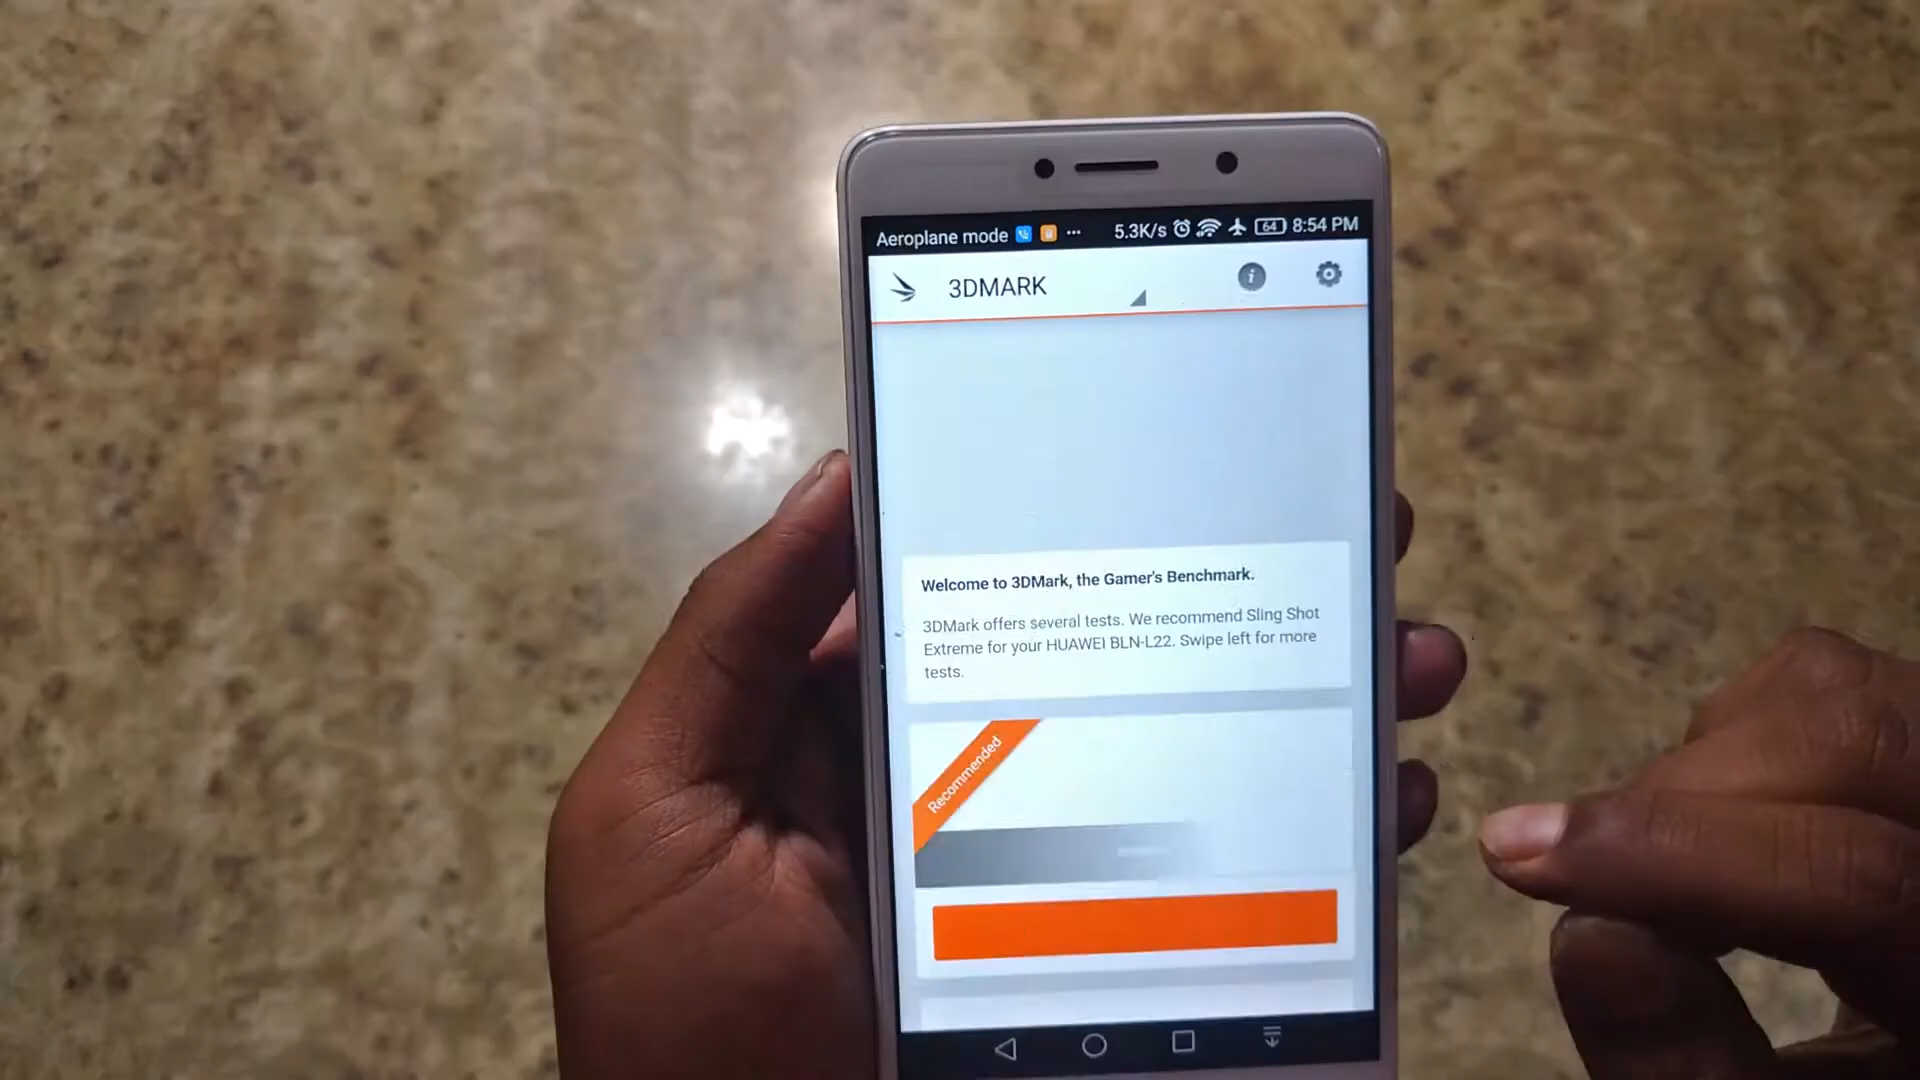 Aeroplane mode ... 5.3K/s 64 8:54 PM
3DMARK
Welcome to 3DMark, the Gamer's Benchmark.
3DMark offers several tests. We recommend Sling Shot
Extreme for your HUAWEI BLN-L22. Swipe left for more
tests.
Recommended